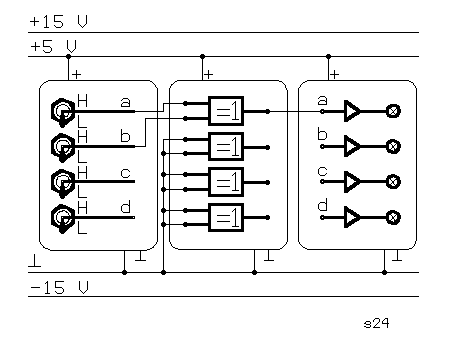 +15 V
+5 V
+ + +
H a =1 a
L
H b =1 b
L
H c =1 c
L
H d =1 d
L
⊥ ⊥ ⊥ ⊥
-15 V
s24